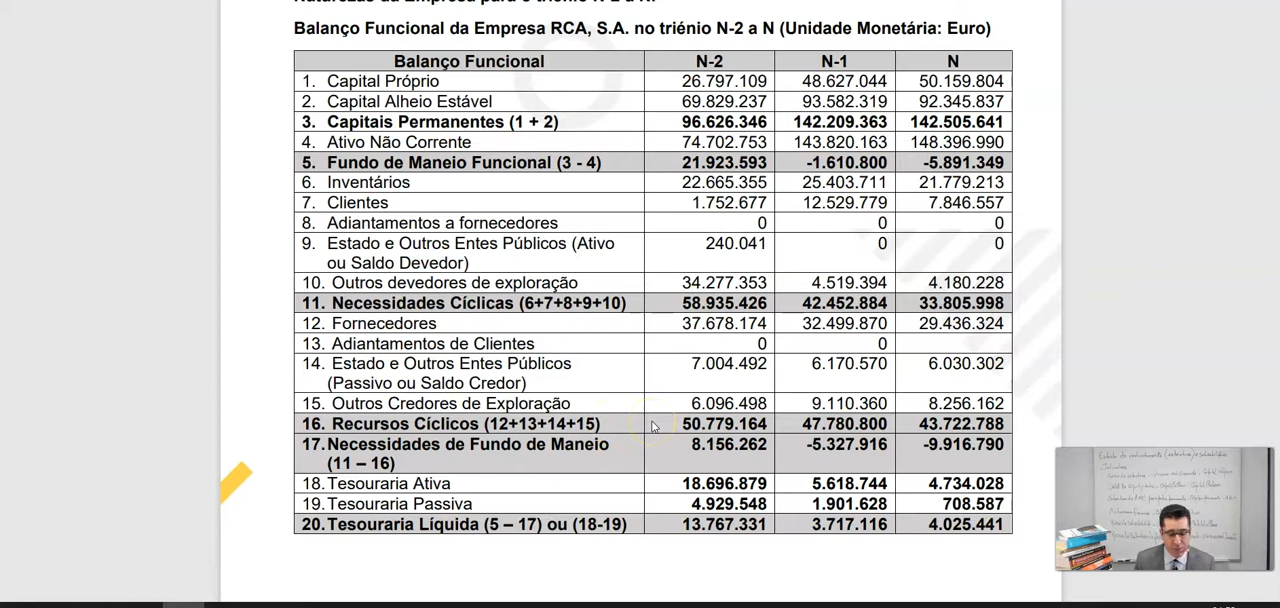 Balanço Funcional da Empresa RCA, S.A. no triénio N-2 a N (Unidade Monetária: Euro)
Balanço Funcional N-2 N-1 N
1. Capital Próprio 26.797.109 48.627.044 50.159.804
2. Capital Alheio Estável 69.829.237 93.582.319 92.345.837
3. Capitais Permanentes (1 + 2) 96.626.346 142.209.363 142.505.641
4. Ativo Não Corrente 74.702.753 143.820.163 148.396.990
5. Fundo de Maneio Funcional (3 - 4) 21.923.593 -1.610.800 -5.891.349
6. Inventários 22.665.355 25.403.711 21.779.213
7. Clientes 1.752.677 12.529.779 7.846.557
8. Adiantamentos a fornecedores 0 0 0
9. Estado e Outros Entes Públicos (Ativo 240.041 0 0
ou Saldo Devedor)
10. Outros devedores de exploração 34.277.353 4.519.394 4.180.228
11. Necessidades Cíclicas (6+7+8+9+10) 58.935.426 42.452.884 33.805.998
12. Fornecedores 37.678.174 32.499.870 29.436.324
13. Adiantamentos de Clientes 0 0
14. Estado e Outros Entes Públicos 7.004.492 6.170.570 6.030.302
(Passivo ou Saldo Credor)
15. Outros Credores de Exploração 6.096.498 9.110.360 8.256.162
16. Recursos Cíclicos (12+13+14+15) 50.779.164 47.780.800 43.722.788
17. Necessidades de Fundo de Maneio 8.156.262 -5.327.916 -9.916.790
(11 – 16)
18. Tesouraria Ativa 18.696.879 5.618.744 4.734.028
19. Tesouraria Passiva 4.929.548 1.901.628 708.587
20. Tesouraria Líquida (5 – 17) ou (18-19) 13.767.331 3.717.116 4.025.441